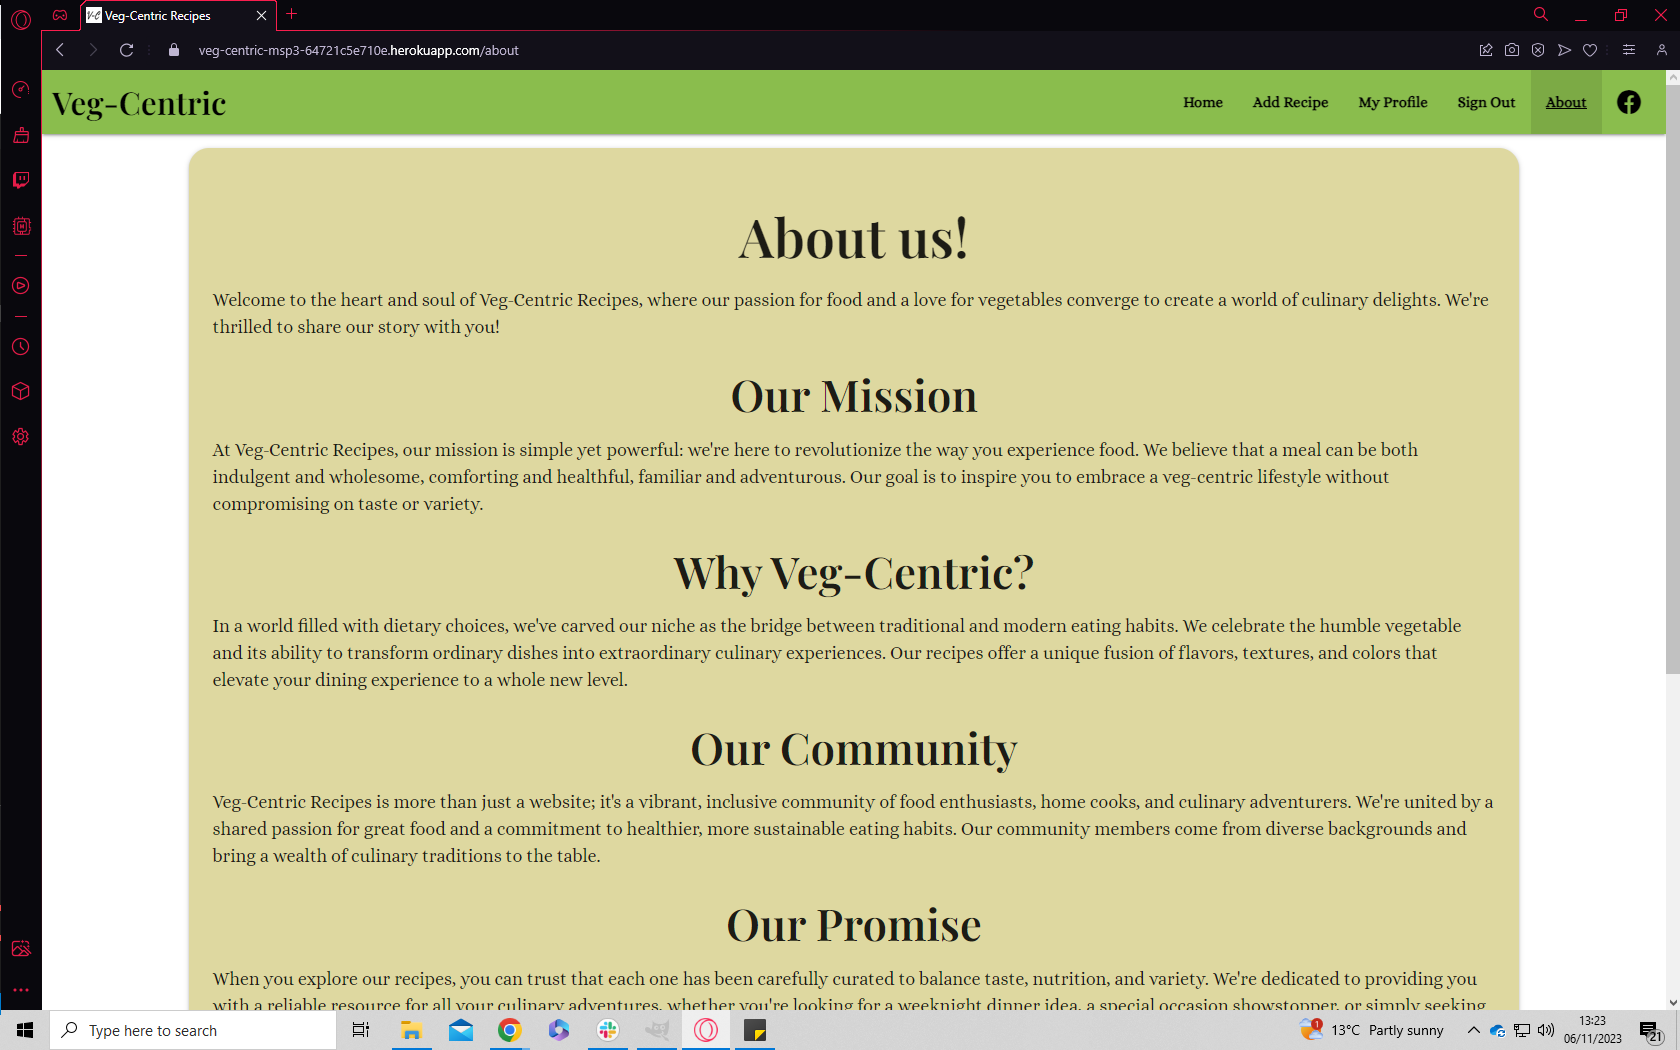 Veg-Centric Recipes
veg-centric-msp3-64721c5e710e.herokuapp.com/about
Veg-Centric
Home
Add Recipe
My Profile
Sign Out
About
About us!
Welcome to the heart and soul of Veg-Centric Recipes, where our passion for food and a love for vegetables converge to create a world of culinary delights. We're
thrilled to share our story with you!
Our Mission
At Veg-Centric Recipes, our mission is simple yet powerful: we're here to revolutionize the way you experience food. We believe that a meal can be both
indulgent and wholesome, comforting and healthful, familiar and adventurous. Our goal is to inspire you to embrace a veg-centric lifestyle without
compromising on taste or variety.
Why Veg-Centric?
In a world filled with dietary choices, we've carved our niche as the bridge between traditional and modern eating habits. We celebrate the humble vegetable
and its ability to transform ordinary dishes into extraordinary culinary experiences. Our recipes offer a unique fusion of flavors, textures, and colors that
elevate your dining experience to a whole new level.
Our Community
Veg-Centric Recipes is more than just a website; it's a vibrant, inclusive community of food enthusiasts, home cooks, and culinary adventurers. We're united by a
shared passion for great food and a commitment to healthier, more sustainable eating habits. Our community members come from diverse backgrounds and
bring a wealth of culinary traditions to the table.
Our Promise
When you explore our recipes, you can trust that each one has been carefully curated to balance taste, nutrition, and variety. We're dedicated to providing you
with a reliable resource for all your culinary adventures, whether you're looking for a weeknight dinner idea, a special occasion showstopper, or simply seeking
Type here to search
1
13°C Partly sunny
13:23
06/11/2023
21